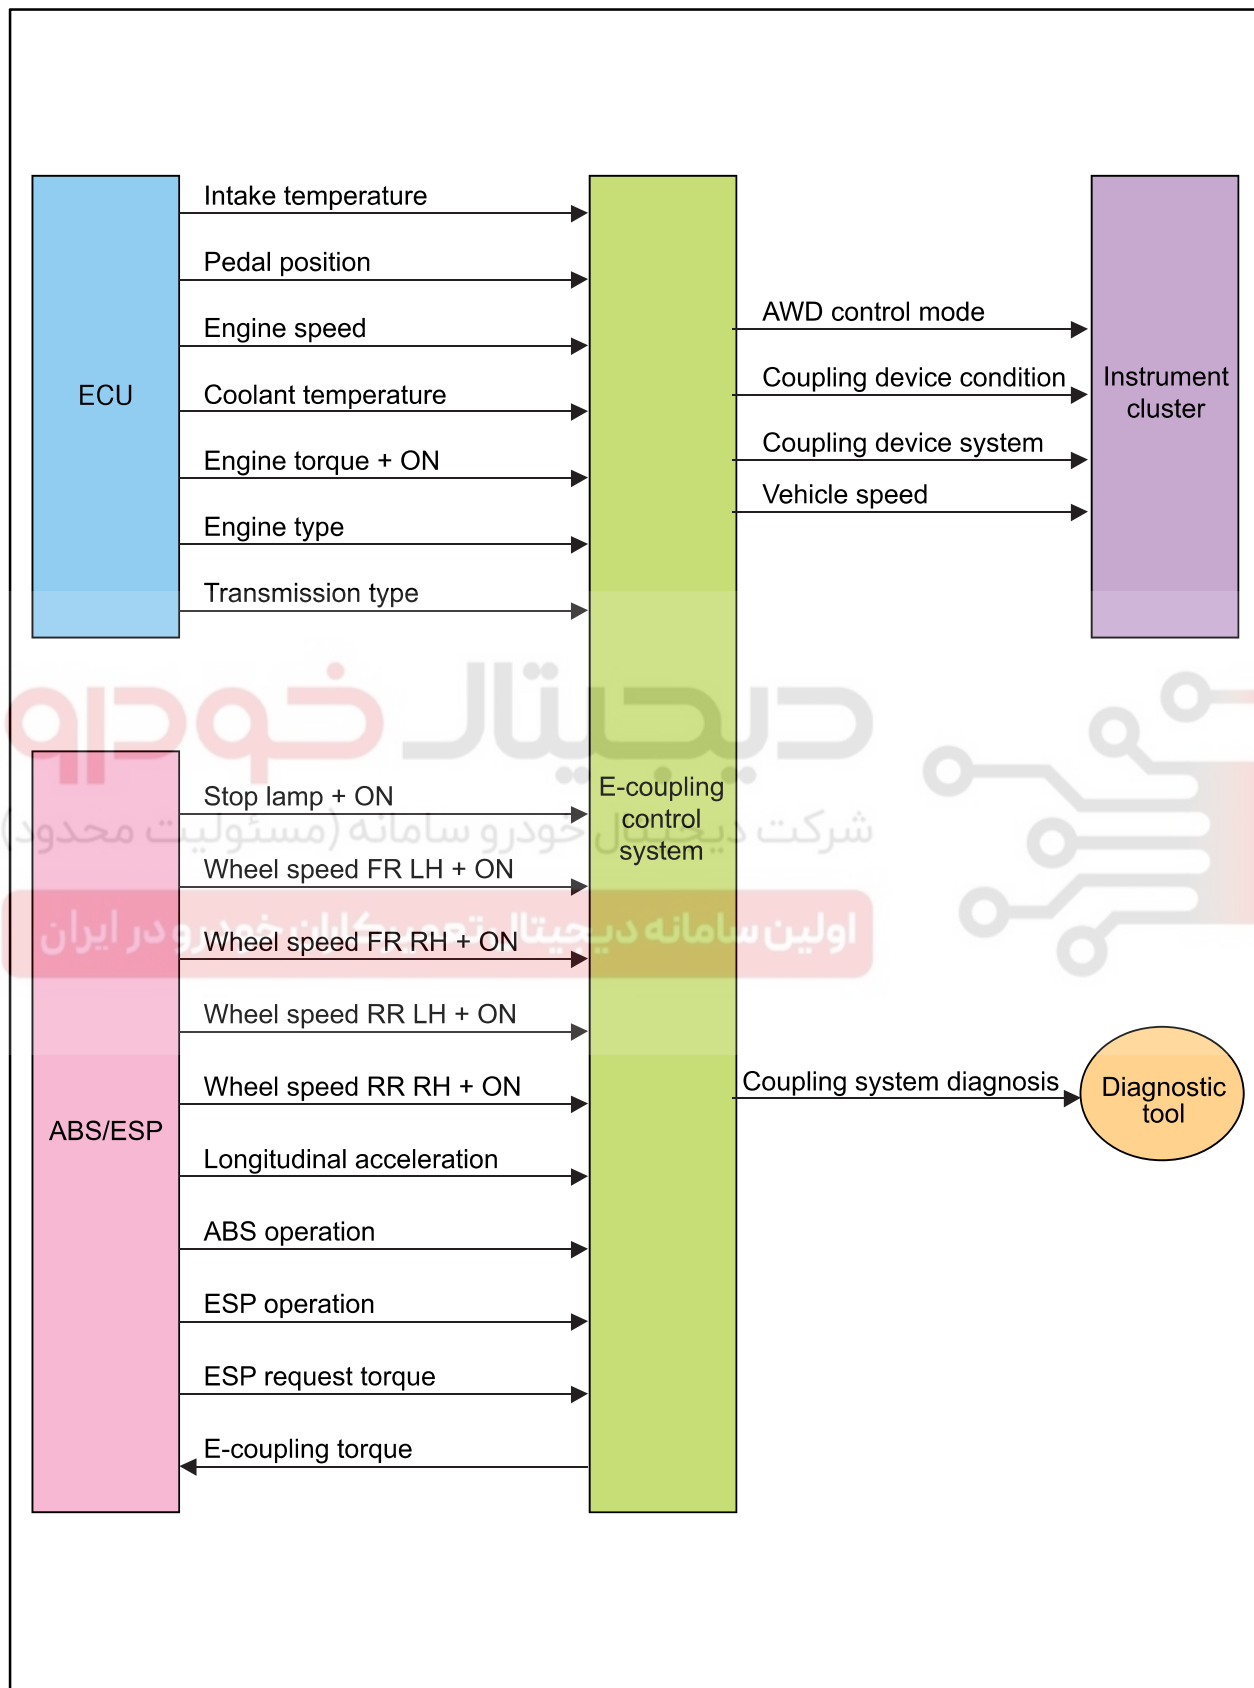 ECU
Intake temperature
Pedal position
Engine speed
Coolant temperature
Engine torque + ON
Engine type
Transmission type
AWD control mode
Coupling device condition
Coupling device system
Vehicle speed
Instrument
cluster
دیجیتال خودرو
شرکت دیجیتال خودرو سامانه (مسئولیت محدود)
اولین سامانه دیجیتال تعمیرکاران خودرو در ایران
E-coupling
control
system
ABS/ESP
Stop lamp + ON
Wheel speed FR LH + ON
Wheel speed FR RH + ON
Wheel speed RR LH + ON
Wheel speed RR RH + ON
Longitudinal acceleration
ABS operation
ESP operation
ESP request torque
E-coupling torque
Coupling system diagnosis
Diagnostic
tool